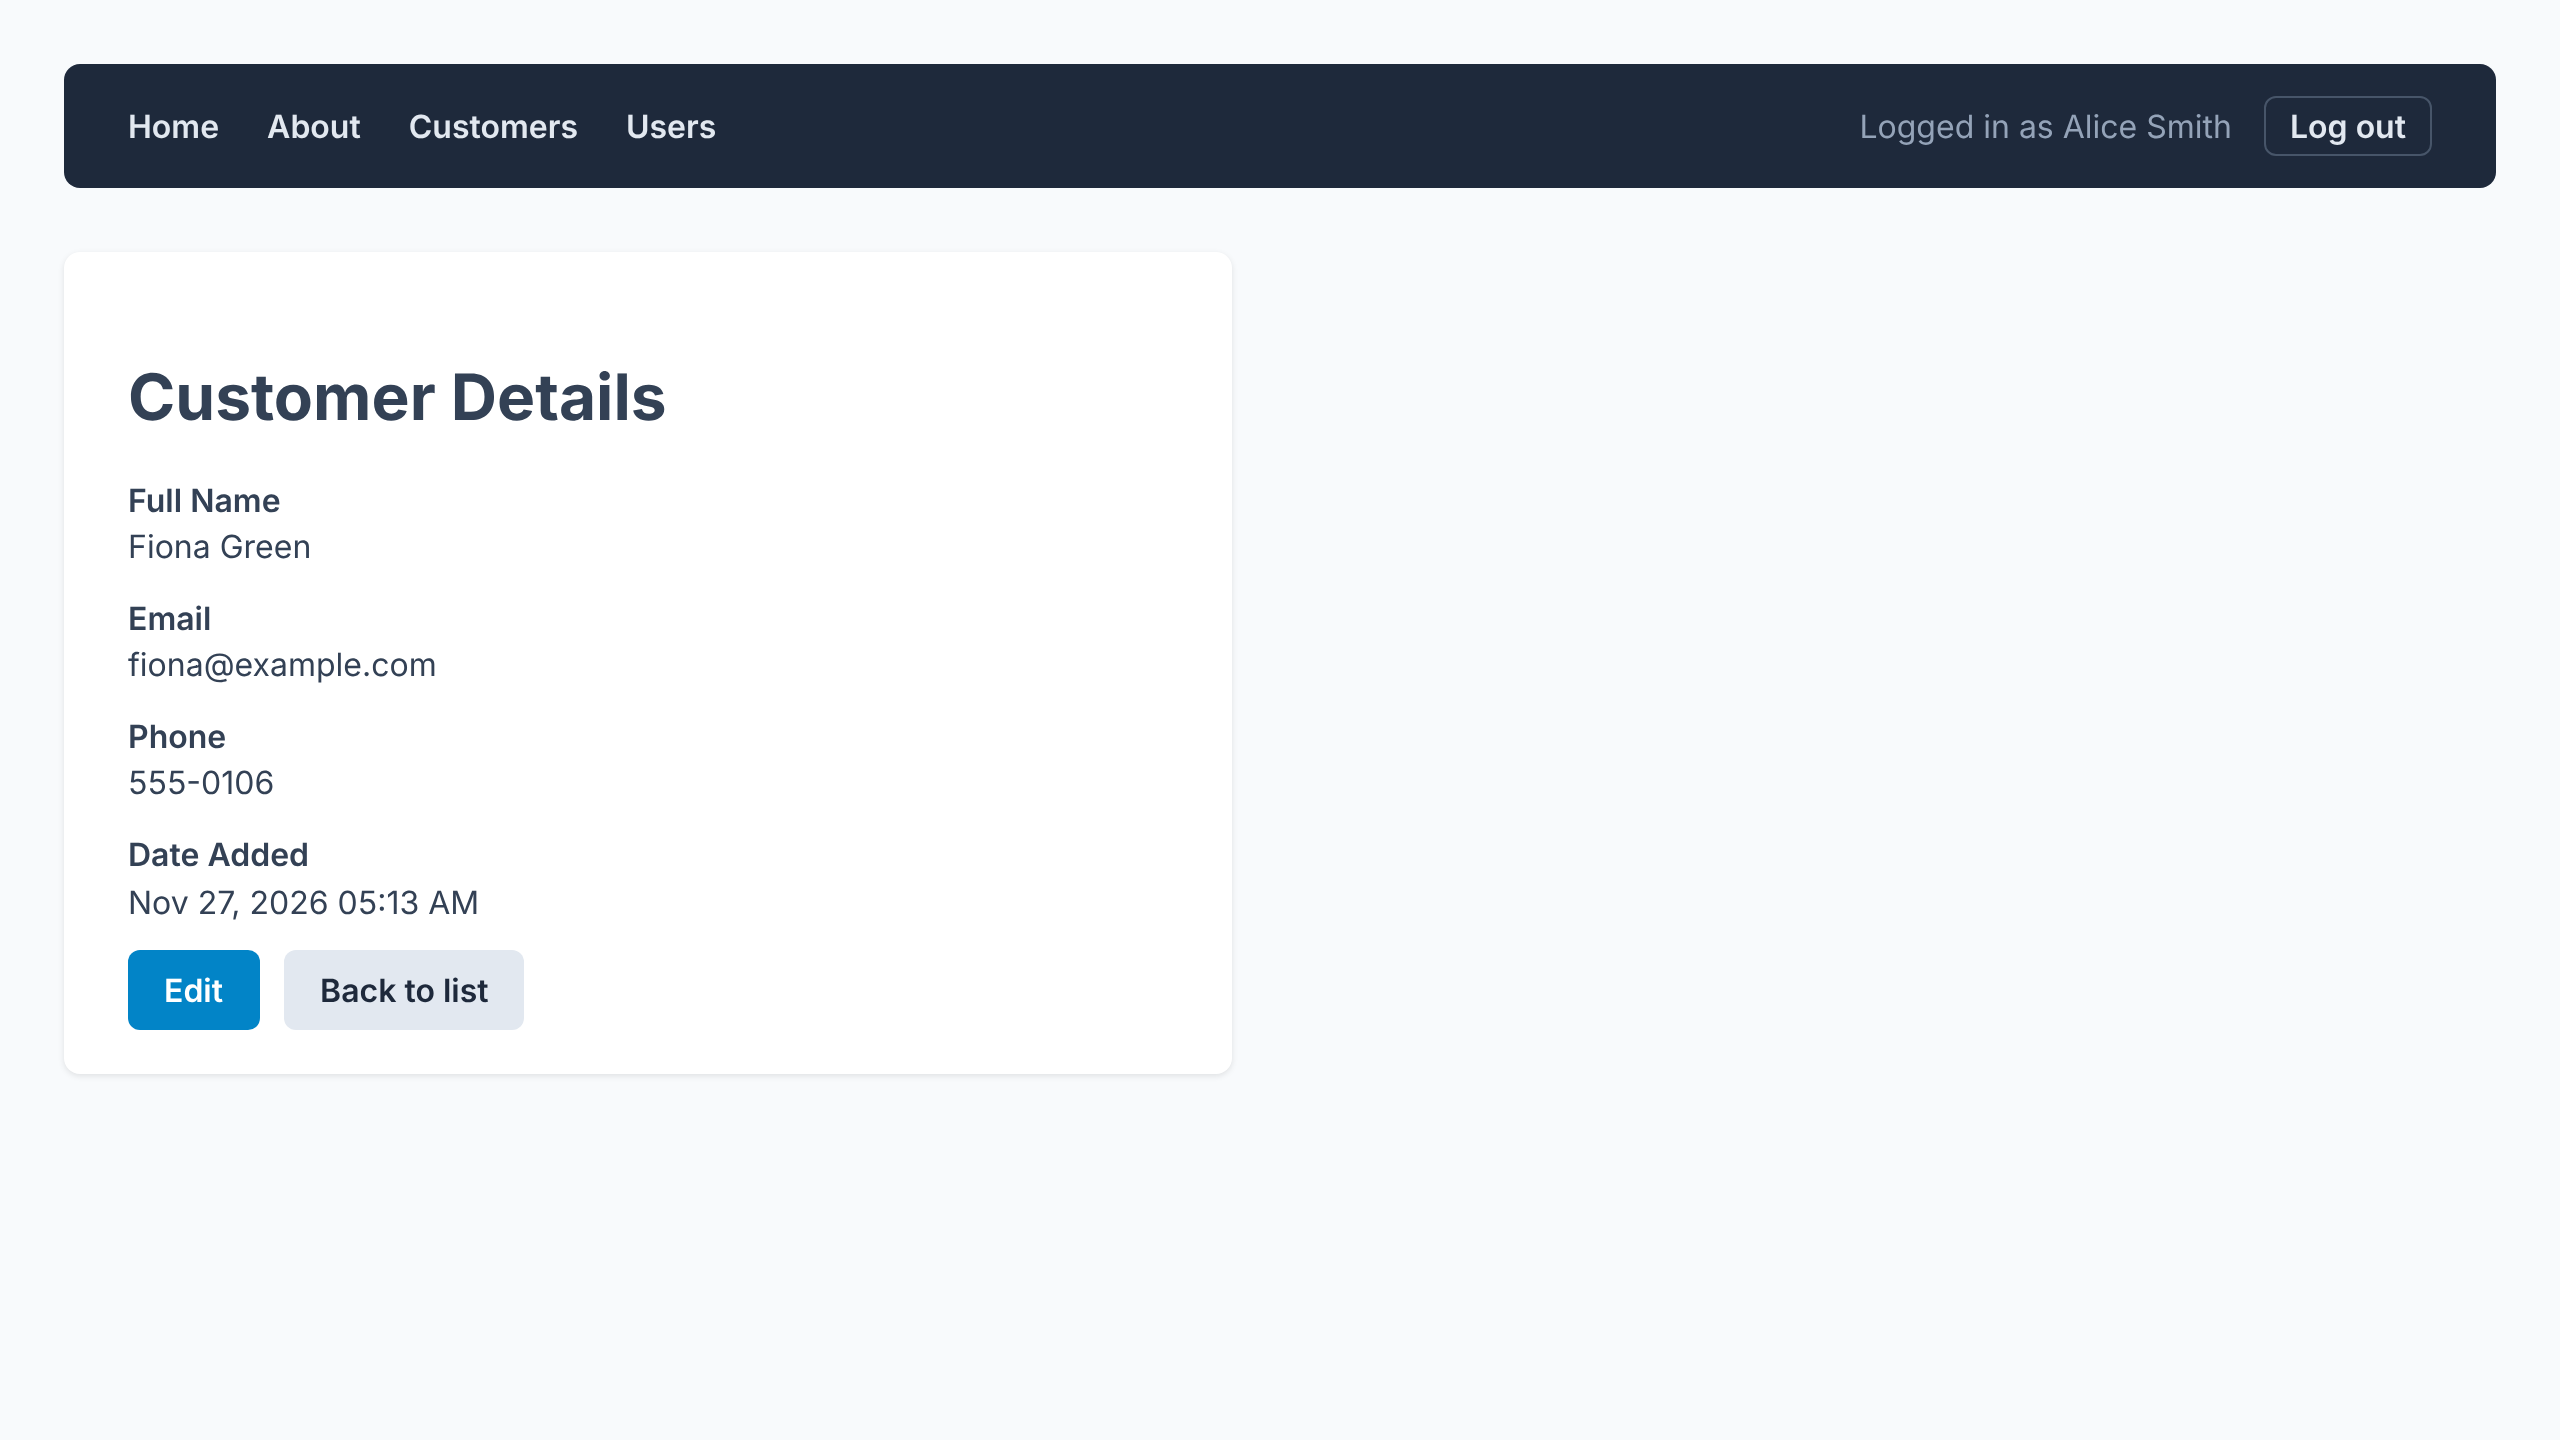 Home About Customers Users Logged in as Alice Smith Log out
Customer Details
Full Name
Fiona Green
Email
fiona@example.com
Phone
555-0106
Date Added
Nov 27, 2026 05:13 AM
Edit Back to list